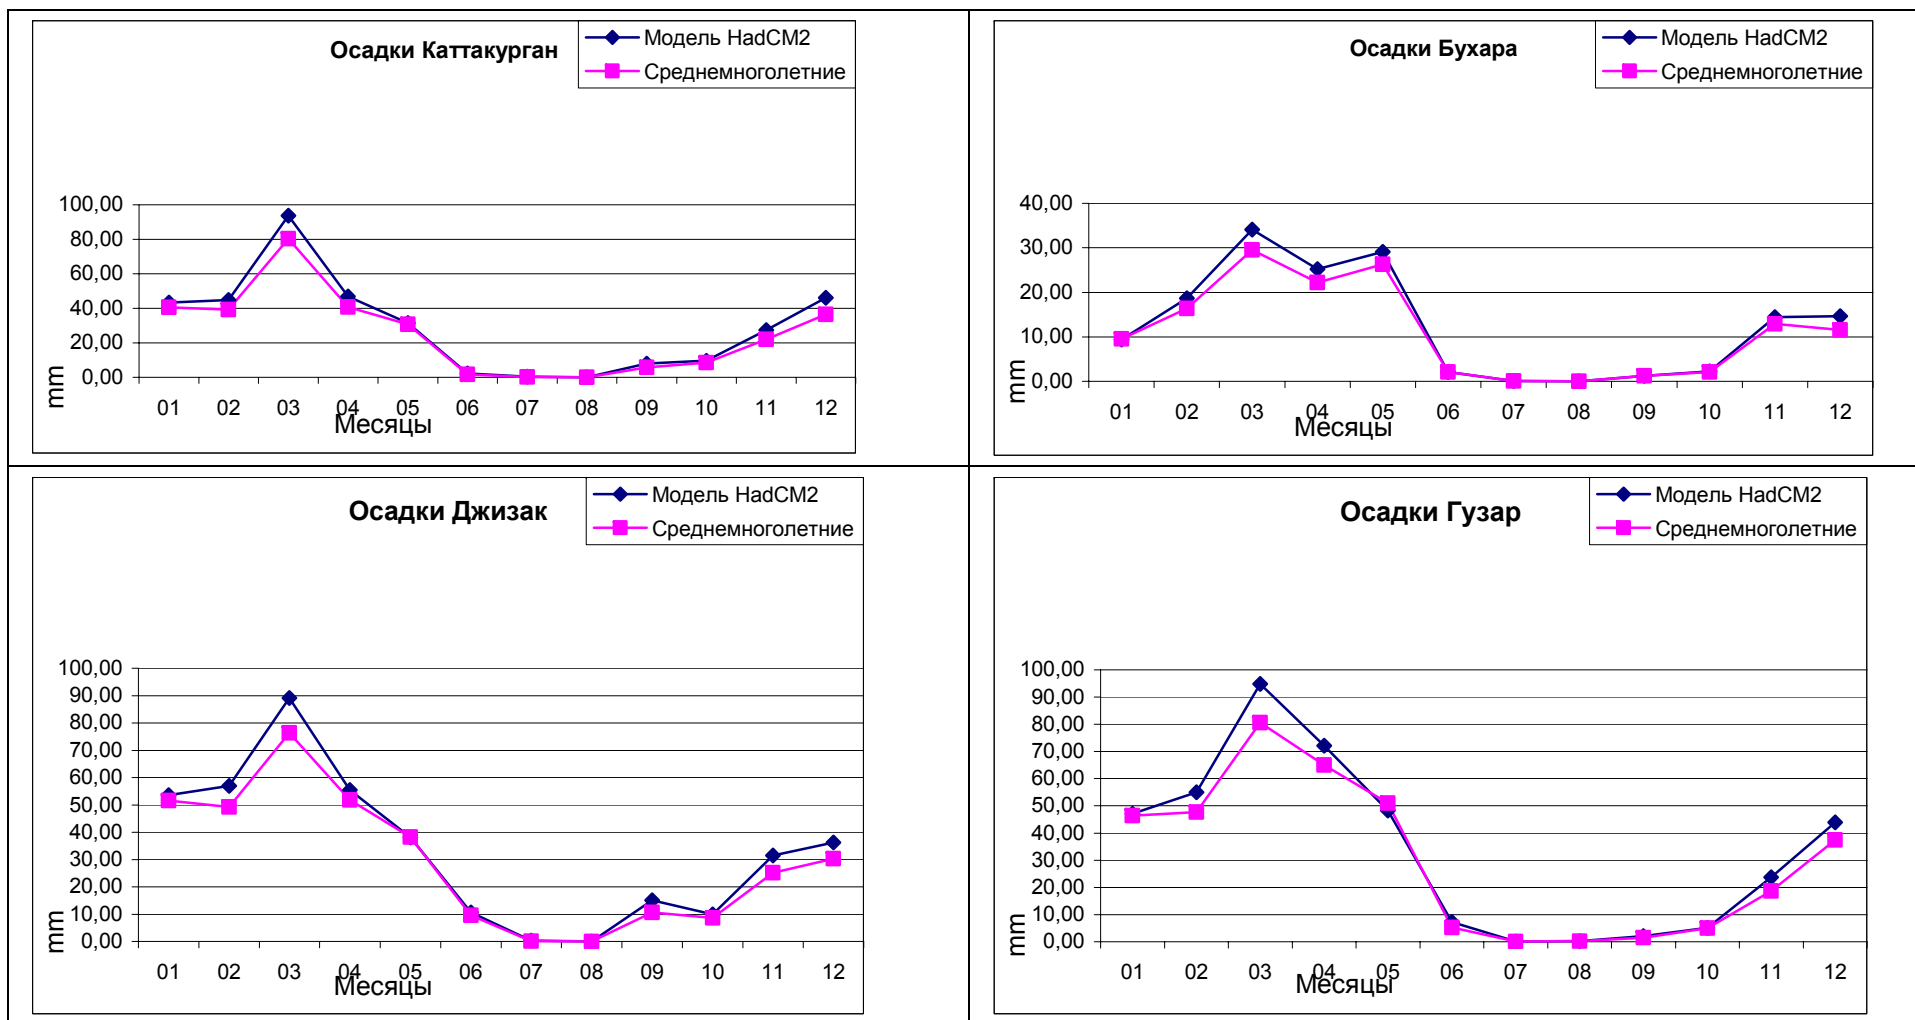 Осадки Каттакурган
Модель HadCM2
Среднемноголетние
100,00
80,00
60,00
40,00
20,00
0,00
mm
01 02 03 04 05 06 07 08 09 10 11 12
Месяцы
Осадки Бухара
Модель HadCM2
Среднемноголетние
40,00
30,00
20,00
10,00
0,00
mm
01 02 03 04 05 06 07 08 09 10 11 12
Месяцы
Осадки Джизак
Модель HadCM2
Среднемноголетние
100,00
90,00
80,00
70,00
60,00
50,00
40,00
30,00
20,00
10,00
0,00
mm
01 02 03 04 05 06 07 08 09 10 11 12
Месяцы
Осадки Гузар
Модель HadCM2
Среднемноголетние
100,00
90,00
80,00
70,00
60,00
50,00
40,00
30,00
20,00
10,00
0,00
mm
01 02 03 04 05 06 07 08 09 10 11 12
Месяцы